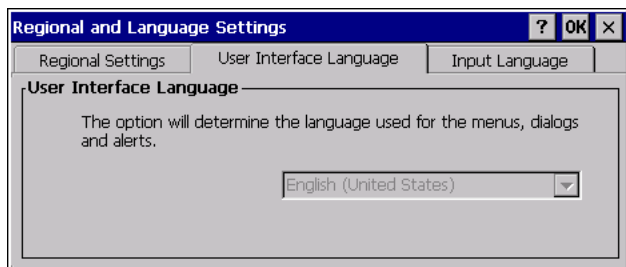 Regional and Language Settings ? OK ×
Regional Settings User Interface Language Input Language
User Interface Language
The option will determine the language used for the menus, dialogs
and alerts.
English (United States)